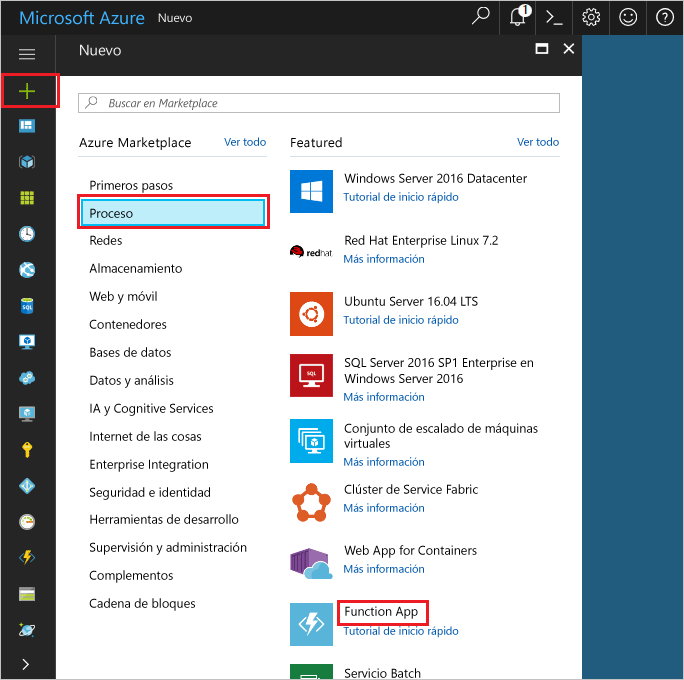 Microsoft Azure Nuevo
1
Nuevo
Buscar en Marketplace
Azure Marketplace
Ver todo
Primeros pasos
Proceso
Redes
Almacenamiento
Web y móvil
Contenedores
Bases de datos
Datos y análisis
IA y Cognitive Services
Internet de las cosas
Enterprise Integration
Seguridad e identidad
Herramientas de desarrollo
Supervisión y administración
Complementos
Cadena de bloques
Featured
Ver todo
Windows Server 2016 Datacenter
Tutorial de inicio rápido
redhat
Red Hat Enterprise Linux 7.2
Más información
Ubuntu Server 16.04 LTS
Tutorial de inicio rápido
SQL
SQL Server 2016 SP1 Enterprise en
Windows Server 2016
Más información
Conjunto de escalado de máquinas
virtuales
Más información
Clúster de Service Fabric
Más información
Web App for Containers
Más información
Function App
Tutorial de inicio rápido
Servicio Batch
SQL